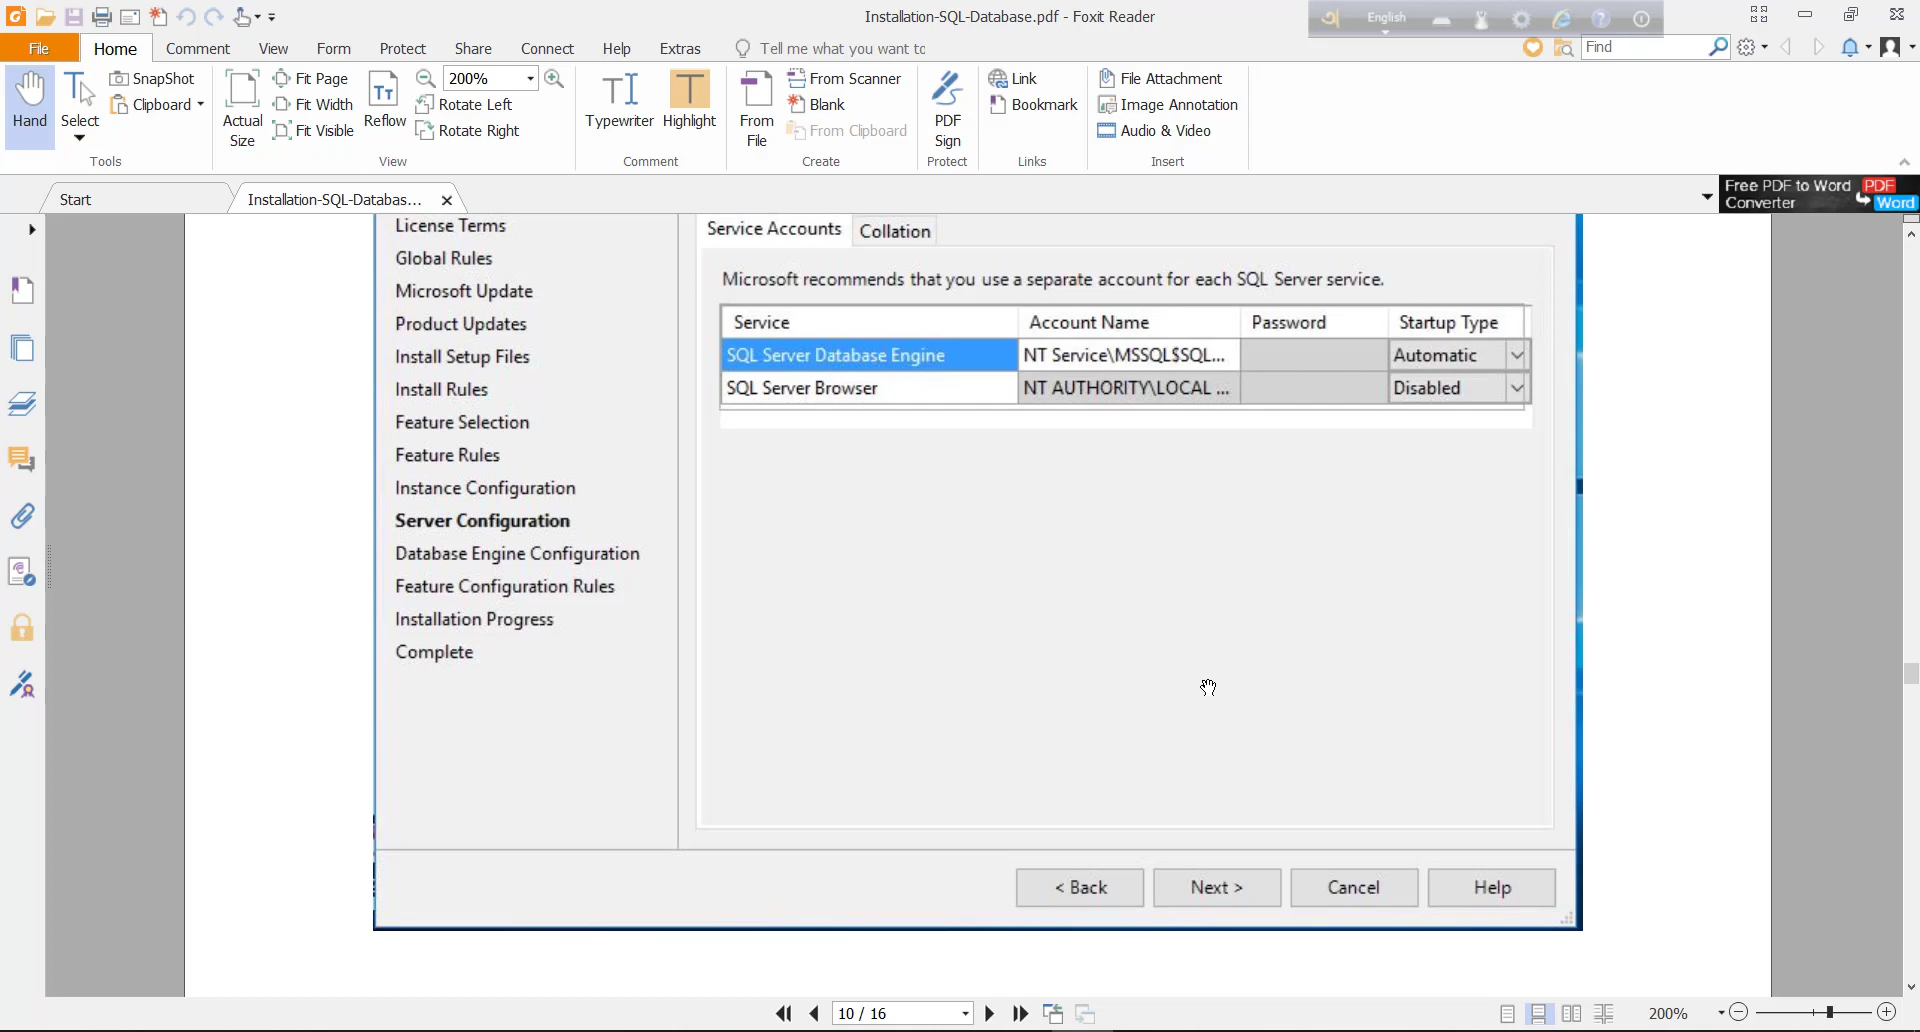 Installation-SQL-Database.pdf - Foxit Reader
English
File Home Comment View Form Protect Share Connect Help Extras Tell me what you want to
Find
Hand
Select
SnapShot
Clipboard
Tools
Actual Size
Fit Page
Fit Width
Fit Visible
Reflow
200%
Rotate Left
Rotate Right
View
Typewriter
Highlight
Comment
From File
From Scanner
Blank
From Clipboard
Create
PDF Sign
Protect
Link
Bookmark
Links
File Attachment
Image Annotation
Audio & Video
Insert
Start
Installation-SQL-Databas...
Free PDF to Word Converter
PDF
Word
License Terms
Global Rules
Microsoft Update
Product Updates
Install Setup Files
Install Rules
Feature Selection
Feature Rules
Instance Configuration
Server Configuration
Database Engine Configuration
Feature Configuration Rules
Installation Progress
Complete
Service Accounts Collation
Microsoft recommends that you use a separate account for each SQL Server service.
Service Account Name Password Startup Type
SQL Server Database Engine NT Service\MSSQL$SQL... Automatic
SQL Server Browser NT AUTHORITY\LOCAL ... Disabled
< Back Next > Cancel Help
10 / 16
200%